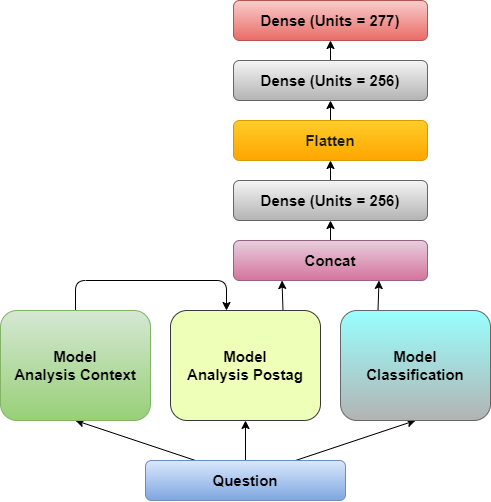 Dense (Units = 277)
Dense (Units = 256)
Flatten
Dense (Units = 256)
Concat
Model
Analysis Context
Model
Analysis Postag
Model
Classification
Question